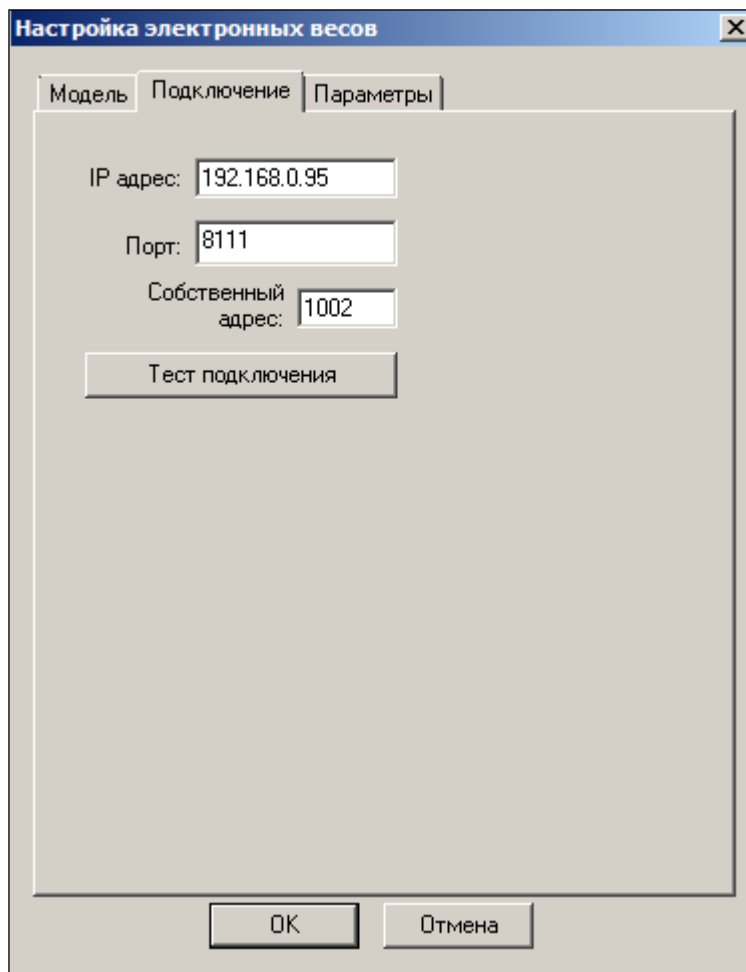 Настройка электронных весов
Модель Подключение Параметры
IP адрес: 192.168.0.95
Порт: 8111
Собственный
адрес: 1002
Тест подключения
OK Отмена